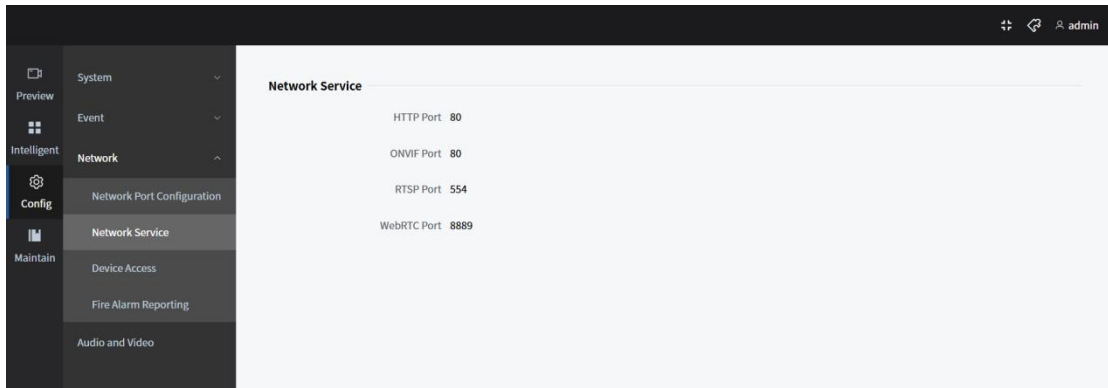 admin
Preview
Intelligent
Config
Maintain
System
Event
Network
Network Port Configuration
Network Service
Device Access
Fire Alarm Reporting
Audio and Video
Network Service
HTTP Port 80
ONVIF Port 80
RTSP Port 554
WebRTC Port 8889